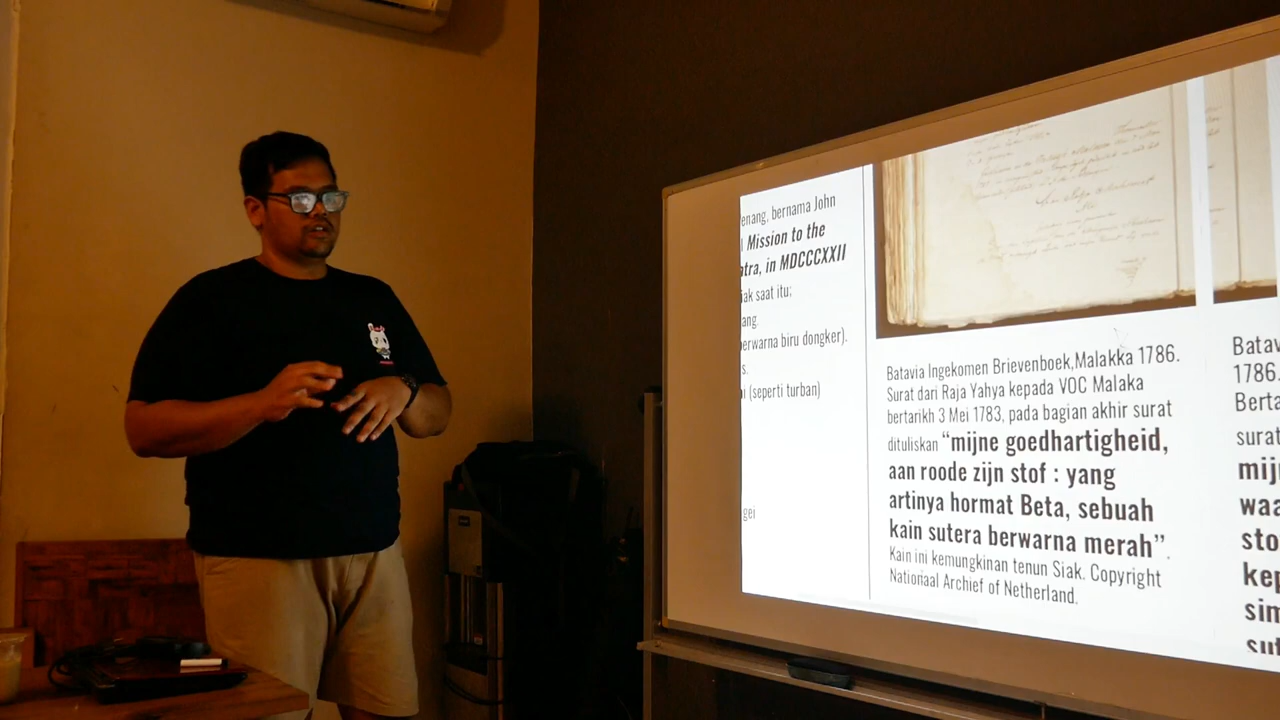 enang, bernama John
Mission to the
tra, in MDCCCXXII
iak saat itu;
ang.
erwarna biru dongker).
s.
i (seperti turban)
ger
Batavia Ingekomen Brievenboek,Malakka 1786.
Surat dari Raja Yahya kepada VOC Malaka
bertarikh 3 Mei 1783, pada bagian akhir surat
dituliskan “mijne goedhartigheid,
aan roode zijn stof : yang
artinya hormat Beta, sebuah
kain sutera berwarna merah”.
Kain ini kemungkinan tenun Siak. Copyright
Nationaal Archief of Netherland.
Batav
1786.
Berta
surat
mij
waa
sto
kep
sim
sut